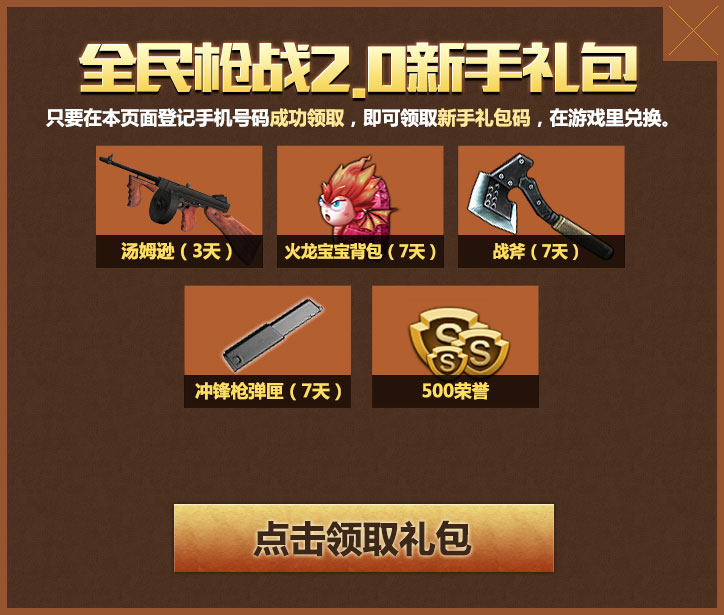 全民枪战2.0新手礼包
只要在本页面登记手机号码成功领取，即可领取新手礼包码，在游戏里兑换。
汤姆逊（3天）
火龙宝宝背包（7天）
战斧（7天）
冲锋枪弹匣（7天）
S S S
500荣誉
点击领取礼包